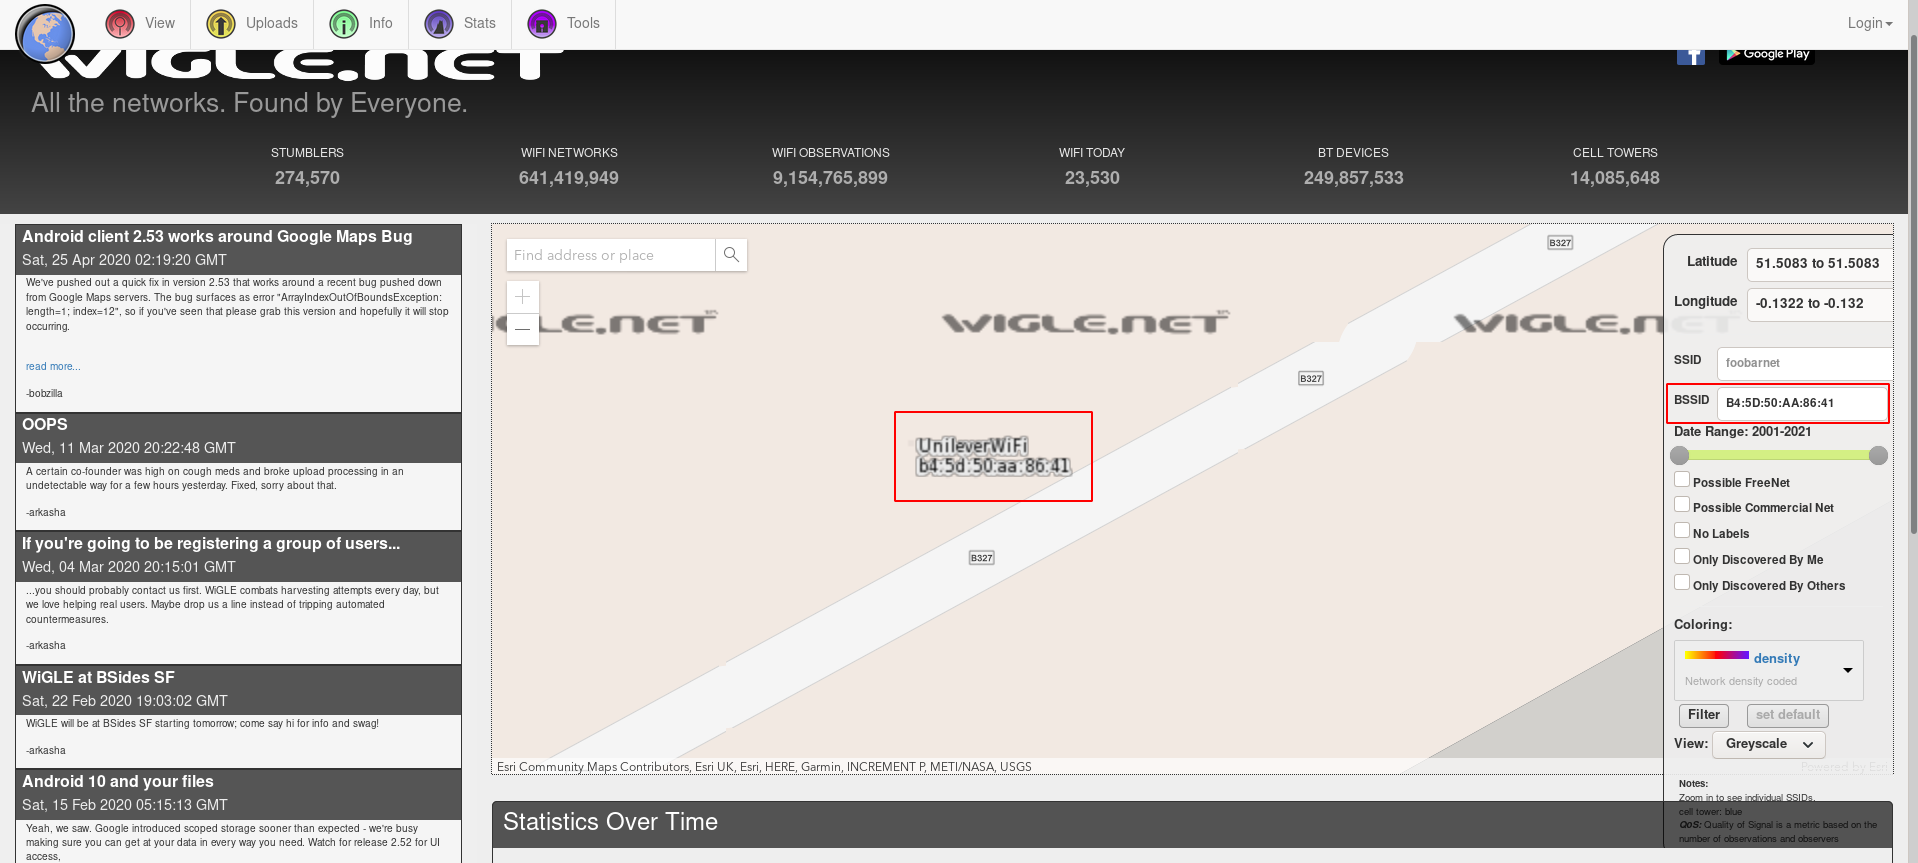 View
Uploads
Info
Stats
Tools
Login
WiGLE.NET
Google Play
All the networks. Found by Everyone.
STUMBLERS
274,570
WIFI NETWORKS
641,419,949
WIFI OBSERVATIONS
9,154,765,899
WIFI TODAY
23,530
BT DEVICES
249,857,533
CELL TOWERS
14,085,648
Android client 2.53 works around Google Maps Bug
Sat, 25 Apr 2020 02:19:20 GMT
We've pushed out a quick fix in version 2.53 that works around a recent bug pushed down
from Google Maps servers. The bug surfaces as error "ArrayIndexOutOfBoundsException:
length=1; index=12", so if you've seen that please grab this version and hopefully it will stop
occurring.
read more...
-bobzilla
OOPS
Wed, 11 Mar 2020 20:22:48 GMT
A certain co-founder was high on cough meds and broke upload processing in an
undetectable way for a few hours yesterday. Fixed, sorry about that.
-arkasha
If you're going to be registering a group of users...
Wed, 04 Mar 2020 20:15:01 GMT
...you should probably contact us first. WiGLE combats harvesting attempts every day, but
we love helping real users. Maybe drop us a line instead of tripping automated
countermeasures.
-arkasha
WiGLE at BSides SF
Sat, 22 Feb 2020 19:03:02 GMT
WiGLE will be at BSides SF starting tomorrow; come say hi for info and swag!
-arkasha
Android 10 and your files
Sat, 15 Feb 2020 05:15:13 GMT
Yeah, we saw. Google introduced scoped storage sooner than expected - we're busy
making sure you can get at your data in every way you need. Watch for release 2.52 for UI
access,
Find address or place
+
—
LE.NET
WiGLE.NET
WiGLE.NET
B327
B327
B327
UnileverWiFi
b4:5d:50:aa:86:41
Esri Community Maps Contributors, Esri UK, Esri, HERE, Garmin, INCREMENT P, METI/NASA, USGS
Latitude 51.5083 to 51.5083
Longitude -0.1322 to -0.132
SSID foobarnet
BSSID B4:5D:50:AA:86:41
Date Range: 2001-2021
Possible FreeNet
Possible Commercial Net
No Labels
Only Discovered By Me
Only Discovered By Others
Coloring:
density
Network density coded
Filter set default
View: Greyscale
Powered by Esri
Notes:
Zoom in to see individual SSIDs.
cell tower: blue
QoS: Quality of Signal is a metric based on the
number of observations and observers
Statistics Over Time